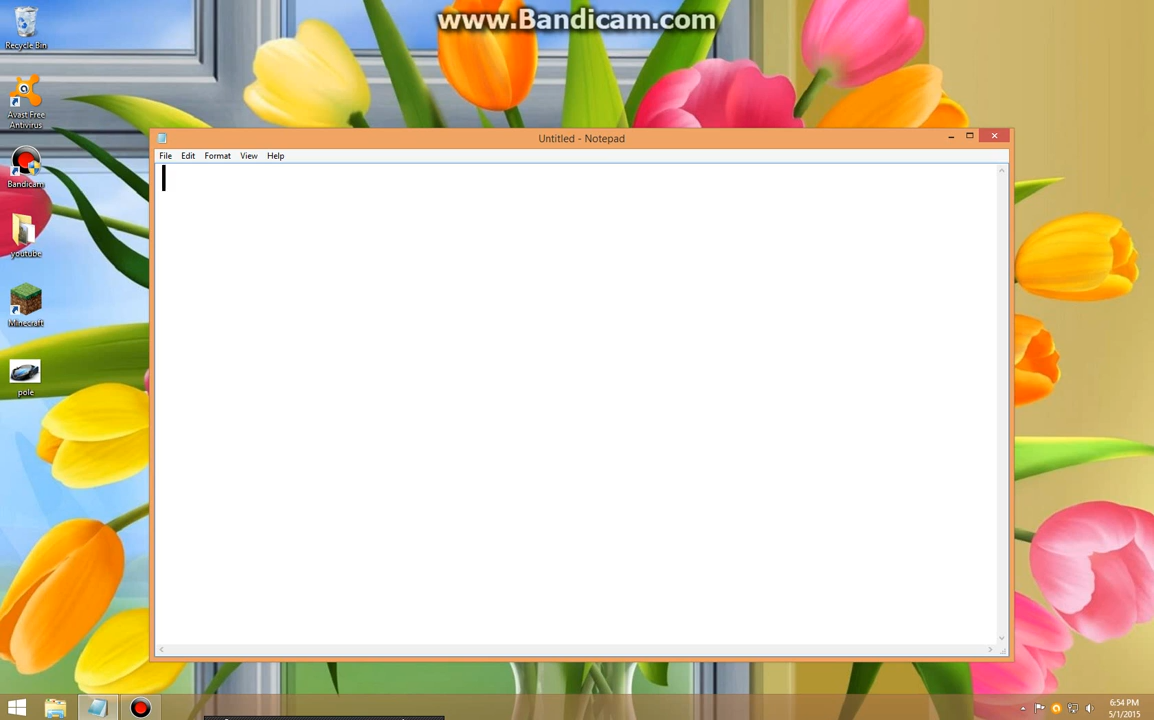 www.Bandicam.com
Recycle Bin
Avast Free
Antivirus
Bandicam
youtube
Minecraft
pole
Untitled - Notepad
File Edit Format View Help
6:54 PM
5/1/2015